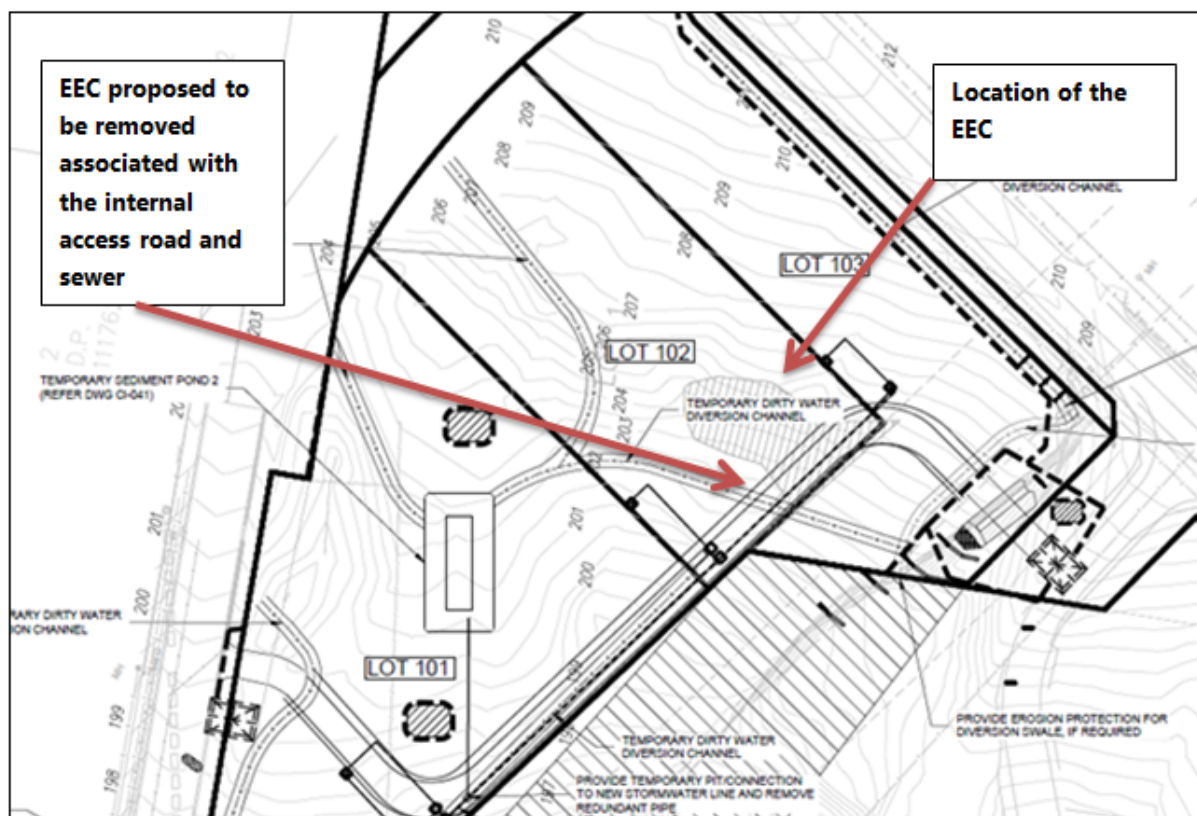 EEC proposed to
be removed
associated with
the internal
access road and
sewer
Location of the
EEC
DIVERSION CHANNEL
210
212
209
208
206
204
203
210
209
208
LOT 103
207
LOT 102
204
203
210
209
D.P.
TEMPORARY SEDIMENT POND 2
(REFER DWG CI-041)
TEMPORARY DIRTY WATER
DIVERSION CHANNEL
201
200
201
200
LOT 101
199
198
PROVIDE EROSION PROTECTION FOR
DIVERSION SWALE, IF REQUIRED
TEMPORARY DIRTY WATER
DIVERSION CHANNEL
197
PROVIDE TEMPORARY PIT/CONNECTION
TO NEW STORMWATER LINE AND REMOVE
REDUNDANT PIPE